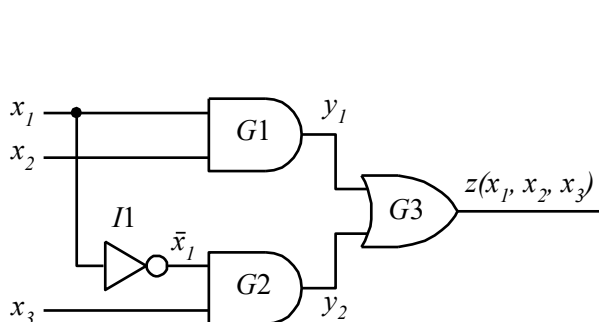 x₁
x₂
G1
y₁
z(x₁, x₂, x₃)
G3
I1
x̄₁
G2
x₃
y₂